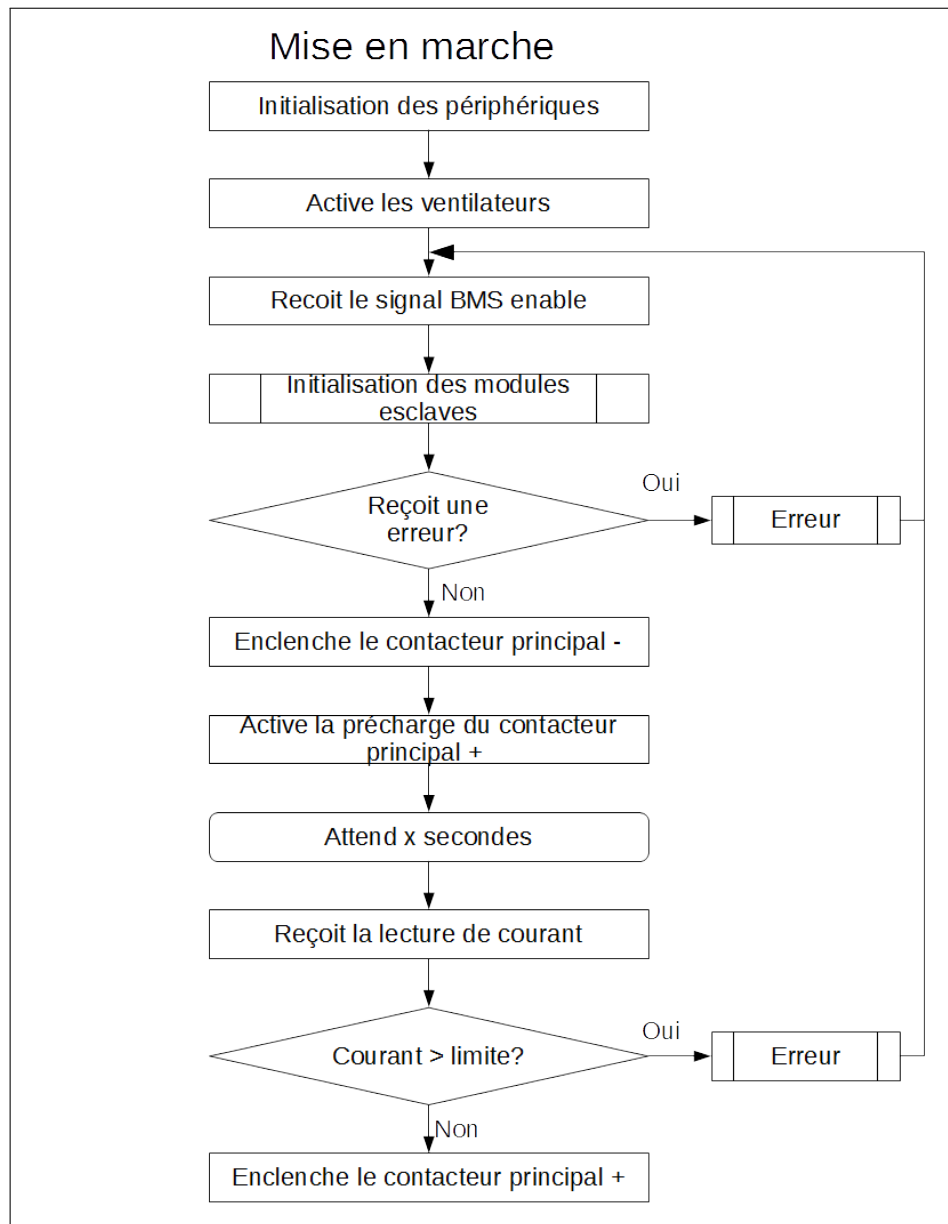 Mise en marche
Initialisation des périphériques
Active les ventilateurs
Recoit le signal BMS enable
Initialisation des modules
esclaves
Reçoit une
erreur?
Oui
Erreur
Non
Enclenche le contacteur principal -
Active la précharge du contacteur
principal +
Attend x secondes
Reçoit la lecture de courant
Courant > limite?
Oui
Erreur
Non
Enclenche le contacteur principal +